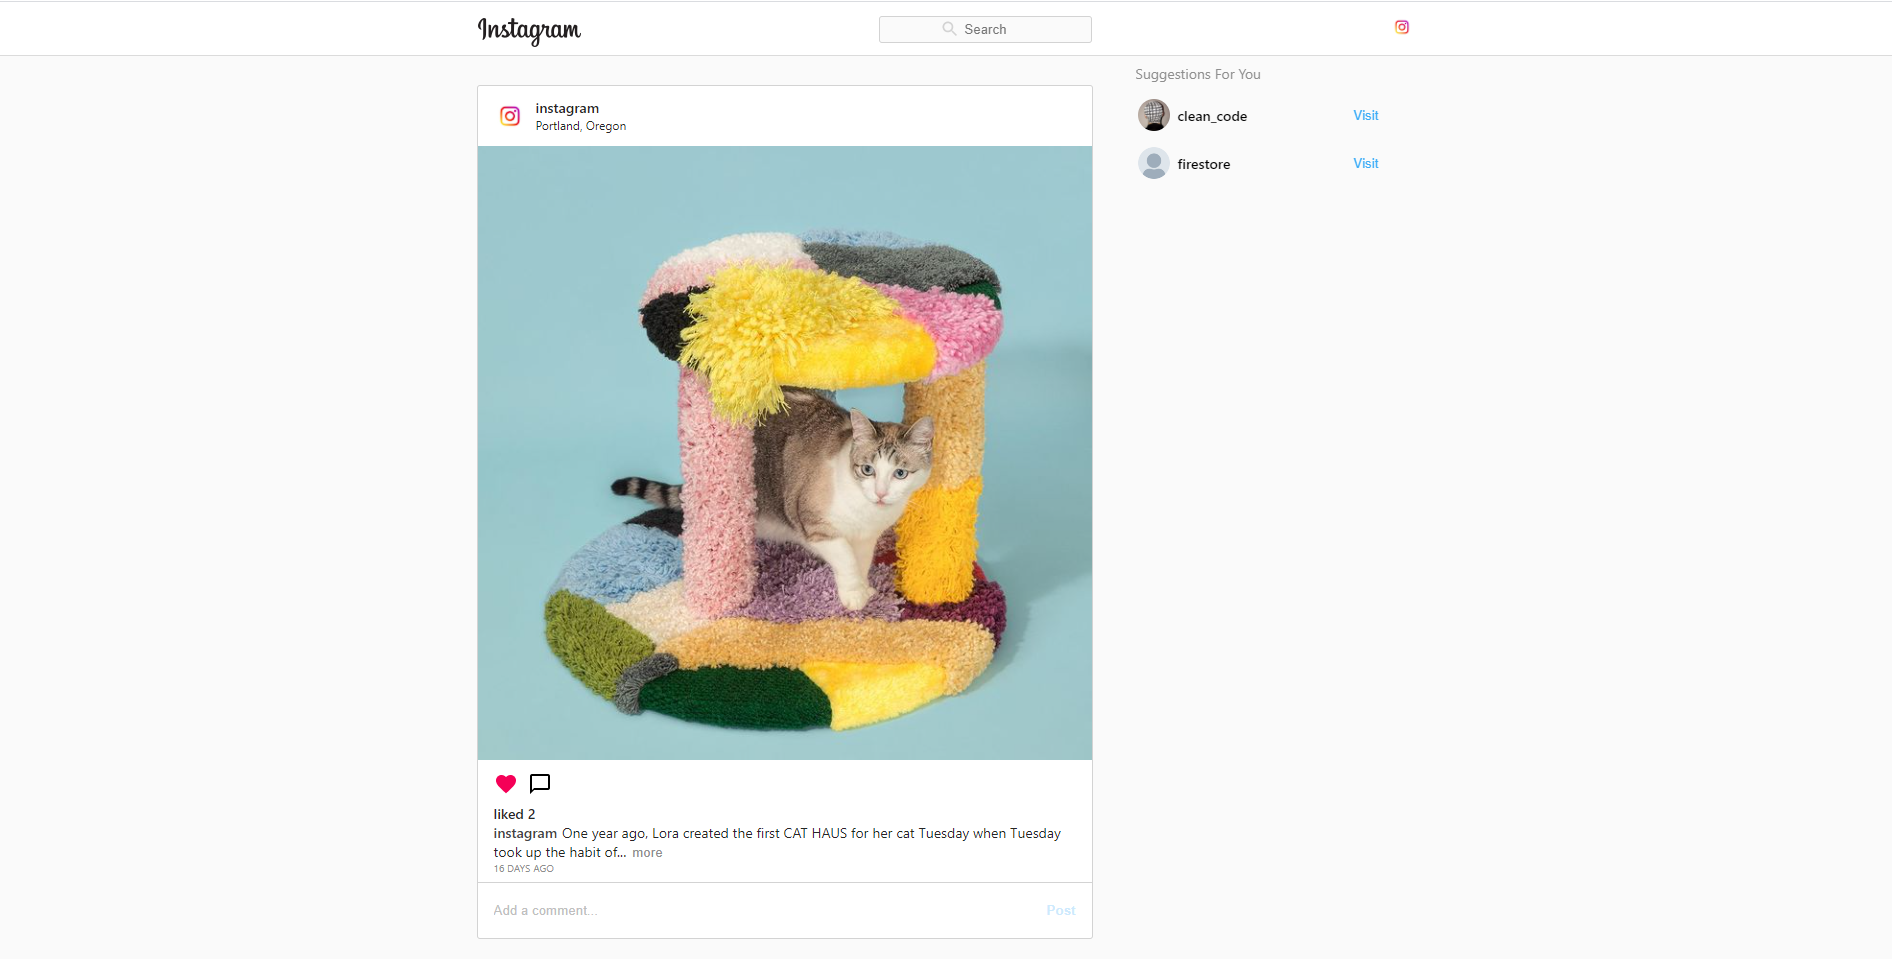 Instagram
Search
Suggestions For You
clean_code Visit
firestore Visit
instagram
Portland, Oregon
liked 2
instagram One year ago, Lora created the first CAT HAUS for her cat Tuesday when Tuesday
took up the habit of... more
16 DAYS AGO
Add a comment... Post